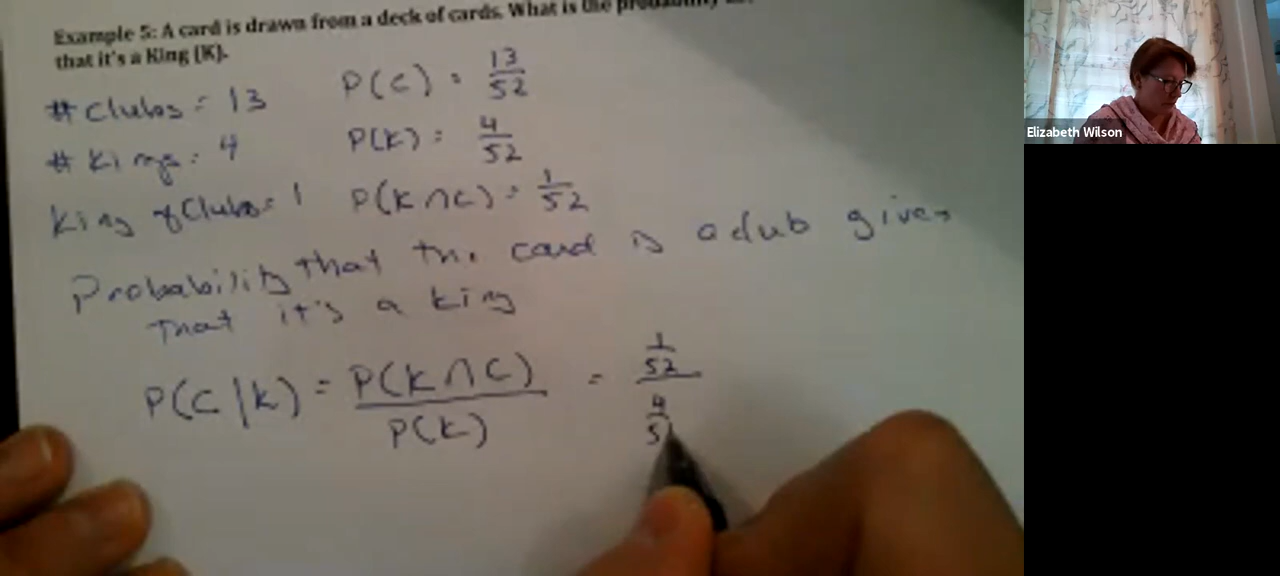 Example 5: A card is drawn from a deck of cards. What is the probability
that it's a King (K).
# Clubs = 13 P(C) = 13/52
# Kings = 4 P(K) = 4/52
King of Clubs = 1 P(K ∩ C) = 1/52
Probability that the card is a club given
that it's a king
P(C|K) = P(K ∩ C) / P(K) = 1/52 / 4/5
Elizabeth Wilson